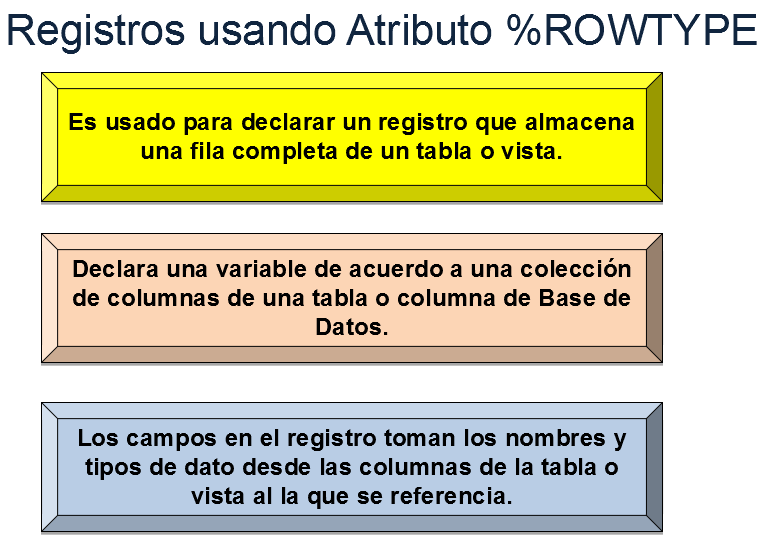 Registros usando Atributo %ROWTYPE
Es usado para declarar un registro que almacena
una fila completa de un tabla o vista.
Declara una variable de acuerdo a una colección
de columnas de una tabla o columna de Base de
Datos.
Los campos en el registro toman los nombres y
tipos de dato desde las columnas de la tabla o
vista al la que se referencia.